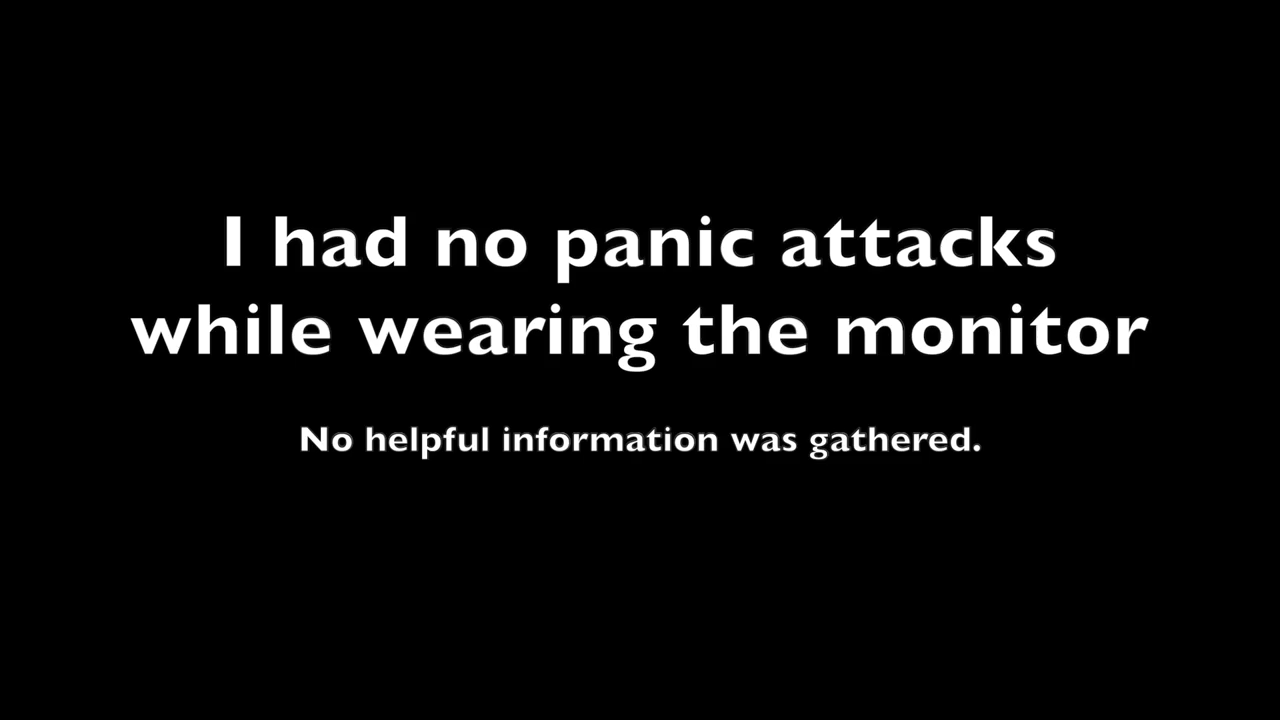 I had no panic attacks
while wearing the monitor
No helpful information was gathered.